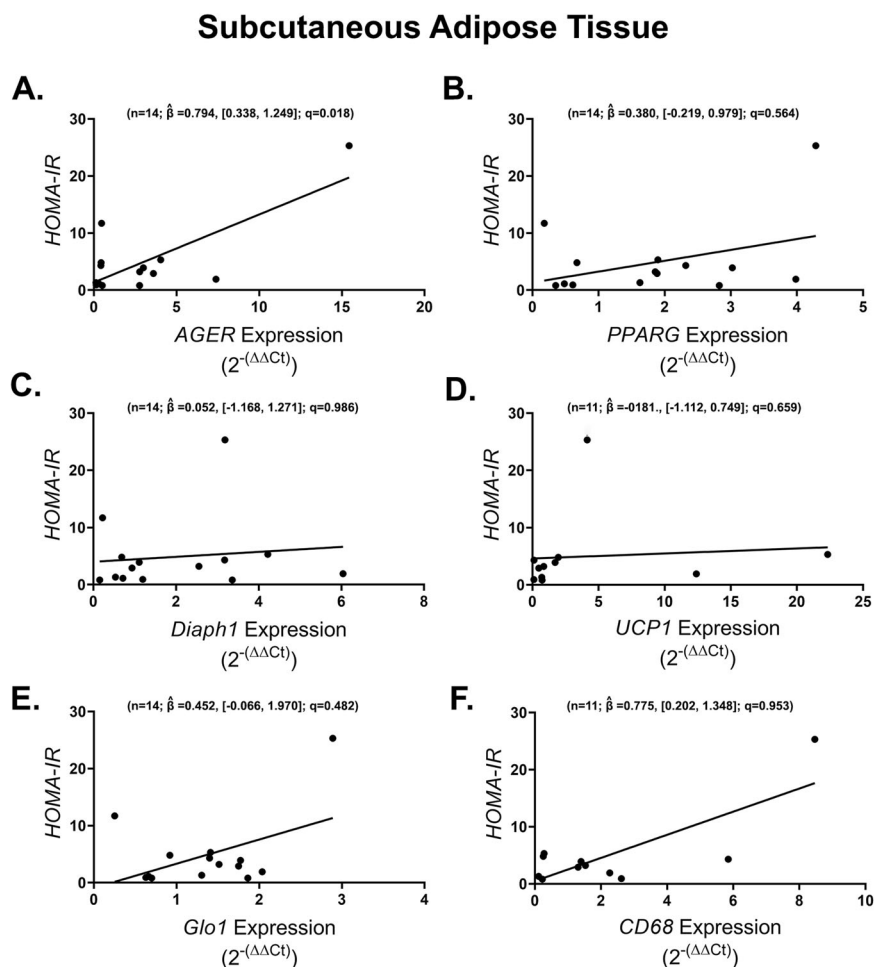 Subcutaneous Adipose Tissue
A.
(n=14; β̂ =0.794, [0.338, 1.249]; q=0.018)
30
20
10
0
HOMA-IR
0 5 10 15 20
AGER Expression
(2^-(ΔΔCt))
B.
(n=14; β̂ =0.380, [-0.219, 0.979]; q=0.564)
30
20
10
0
HOMA-IR
0 1 2 3 4 5
PPARG Expression
(2^-(ΔΔCt))
C.
(n=14; β̂ =0.052, [-1.168, 1.271]; q=0.986)
30
20
10
0
HOMA-IR
0 2 4 6 8
Diaph1 Expression
(2^-(ΔΔCt))
D.
(n=11; β̂ =-0181., [-1.112, 0.749]; q=0.659)
30
20
10
0
HOMA-IR
0 5 10 15 20 25
UCP1 Expression
(2^-(ΔΔCt))
E.
(n=14; β̂ =0.452, [-0.066, 1.970]; q=0.482)
30
20
10
0
HOMA-IR
0 1 2 3 4
Glo1 Expression
(2^-(ΔΔCt))
F.
(n=11; β̂ =0.775, [0.202, 1.348]; q=0.953)
30
20
10
0
HOMA-IR
0 2 4 6 8 10
CD68 Expression
(2^-(ΔΔCt))